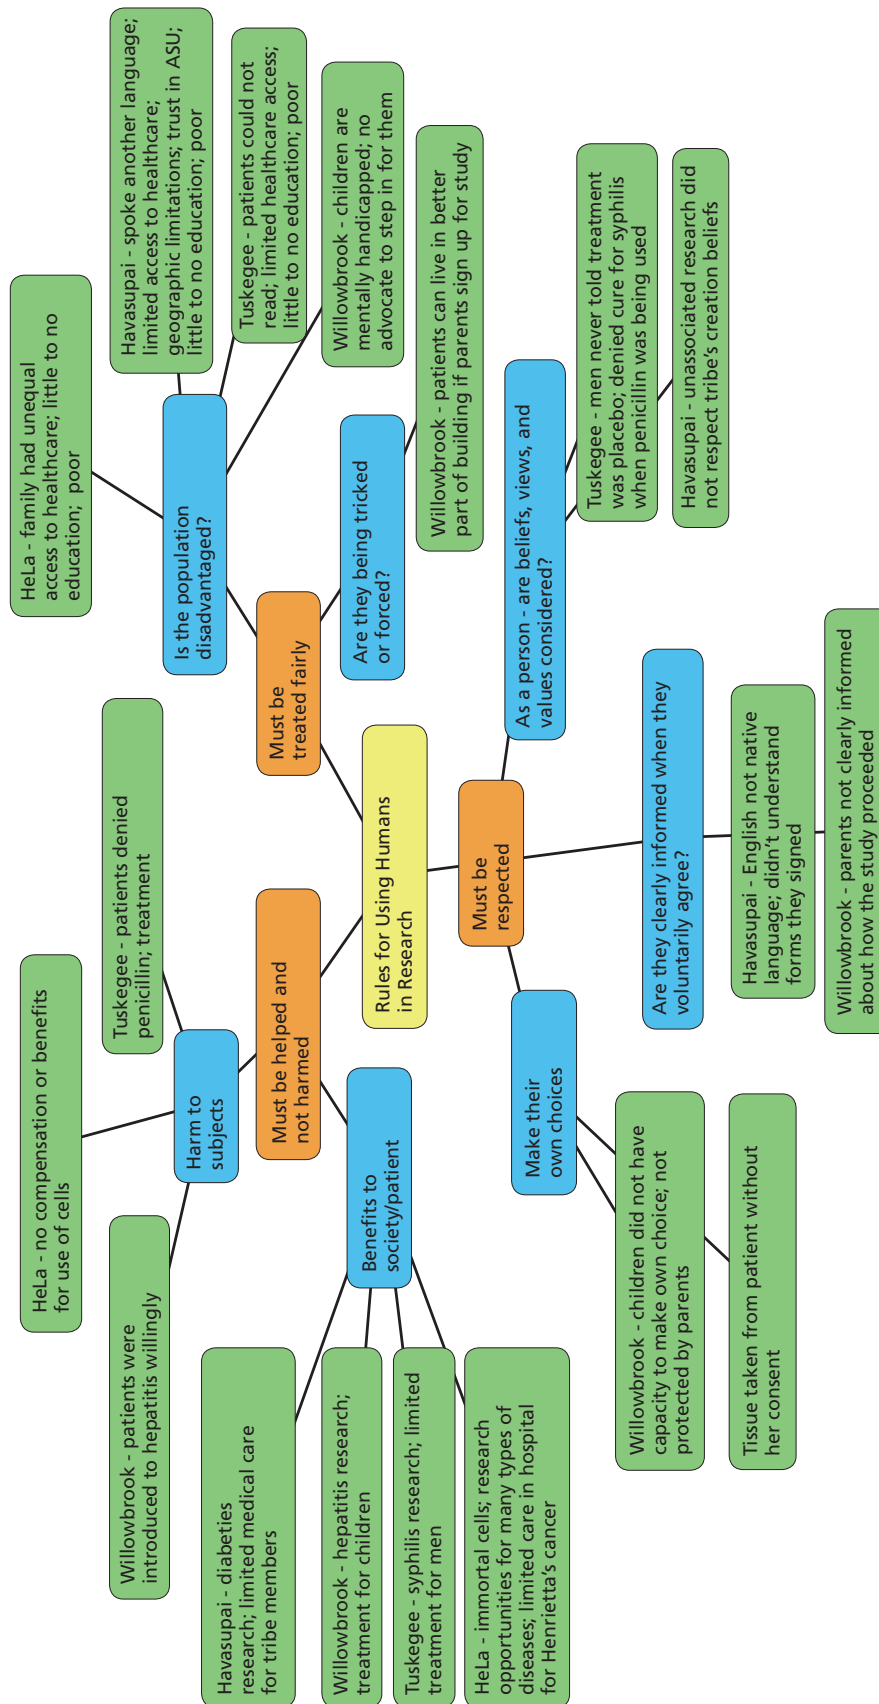 HeLa - no compensation or benefits
for use of cells
Willowbrook - patients were
introduced to hepatitis willingly
Tuskegee - patients denied
penicillin; treatment
Harm to
subjects
Must be helped and
not harmed
Benefits to
society/patient
Havasupai - diabeties
research; limited medical care
for tribe members
Willowbrook - hepatitis research;
treatment for children
Tuskegee - syphilis research; limited
treatment for men
HeLa - immortal cells; research
opportunities for many types of
diseases; limited care in hospital
for Henrietta’s cancer
HeLa - family had unequal
access to healthcare; little to no
education;  poor
Havasupai - spoke another language;
limited access to healthcare;
geographic limitations; trust in ASU;
little to no education; poor
Tuskegee - patients could not
read; limited healthcare access;
little to no education; poor
Willowbrook - children are
mentally handicapped; no
advocate to step in for them
Is the population
disadvantaged?
Must be
treated fairly
Are they being tricked
or forced?
Willowbrook - patients can live in better
part of building if parents sign up for study
Rules for Using Humans
in Research
Must be
respected
As a person - are beliefs, views, and
values considered?
Tuskegee - men never told treatment
was placebo; denied cure for syphilis
when penicillin was being used
Havasupai - unassociated research did
not respect tribe’s creation beliefs
Make their
own choices
Willowbrook - children did not have
capacity to make own choice; not
protected by parents
Tissue taken from patient without
her consent
Are they clearly informed when they
voluntarily agree?
Havasupai - English not native
language; didn’t understand
forms they signed
Willowbrook - parents not clearly informed
about how the study proceeded